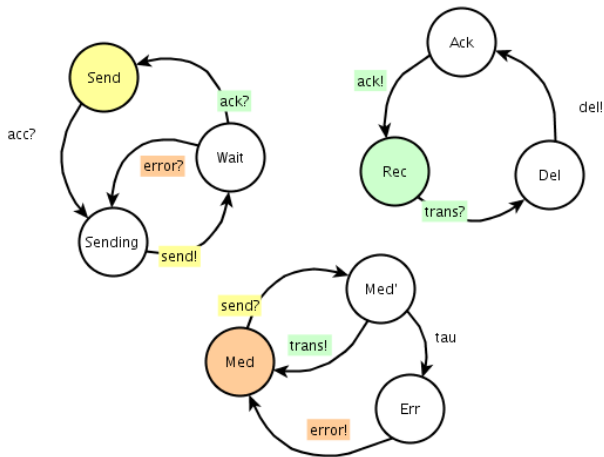 Send
acc?
ack?
error?
Wait
Sending
send!
Ack
ack!
del!
Rec
trans?
Del
send?
Med'
trans!
tau
Med
Err
error!